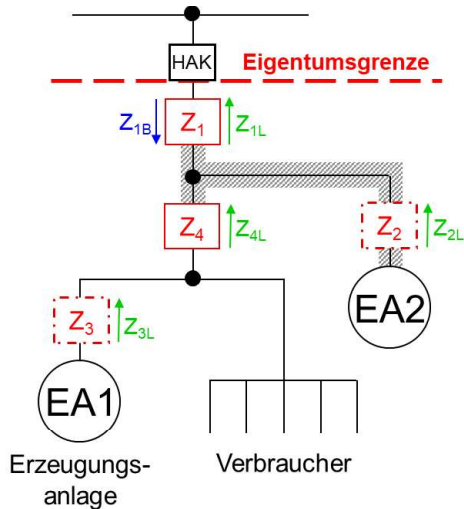 HAK
Eigentumsgrenze
Z1B
Z1
Z1L
Z4
Z4L
Z2
Z2L
Z3
Z3L
EA2
EA1
Erzeugungs-
anlage
Verbraucher